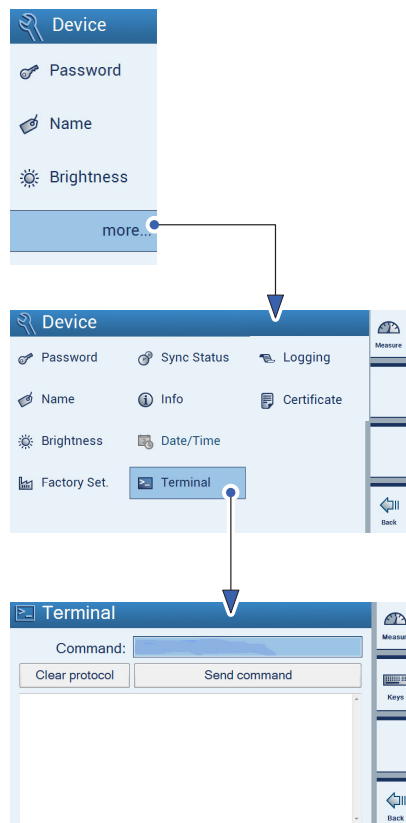 Device
Password
Name
Brightness
more...
Device
Password
Sync Status
Logging
Measure
Name
Info
Certificate
Brightness
Date/Time
Factory Set.
Terminal
Back
Terminal
Command:
Measur
Clear protocol
Send command
Keys
Back